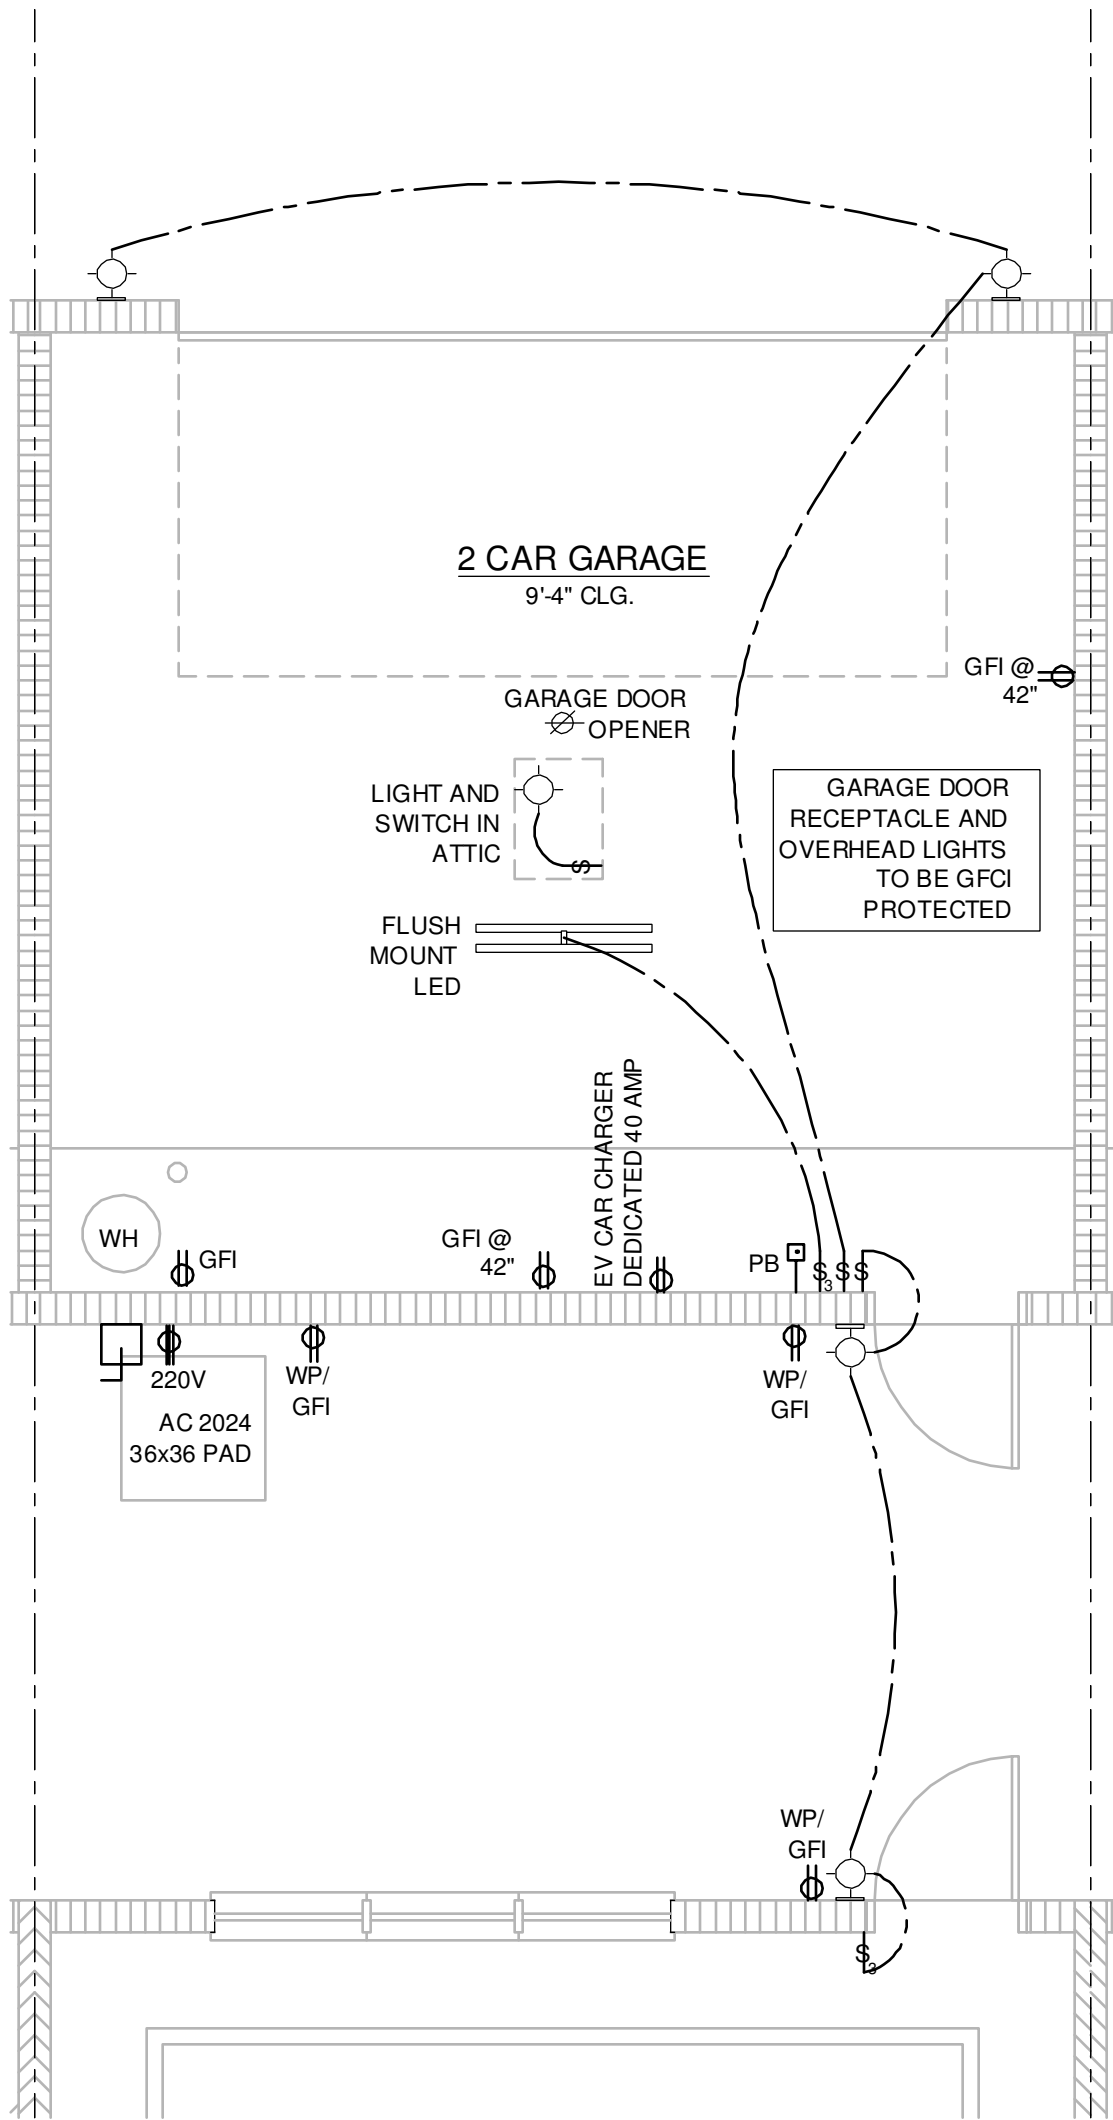 2 CAR GARAGE
9'-4" CLG.
GFI @
42"
GARAGE DOOR
OPENER
LIGHT AND
SWITCH IN
ATTIC
S
GARAGE DOOR
RECEPTACLE AND
OVERHEAD LIGHTS
TO BE GFCI
PROTECTED
FLUSH
MOUNT
LED
EV CAR CHARGER
DEDICATED 40 AMP
WH
GFI
GFI @
42"
PB
S3 S S
220V
WP/
GFI
WP/
GFI
AC 2024
36x36 PAD
WP/
GFI
S3